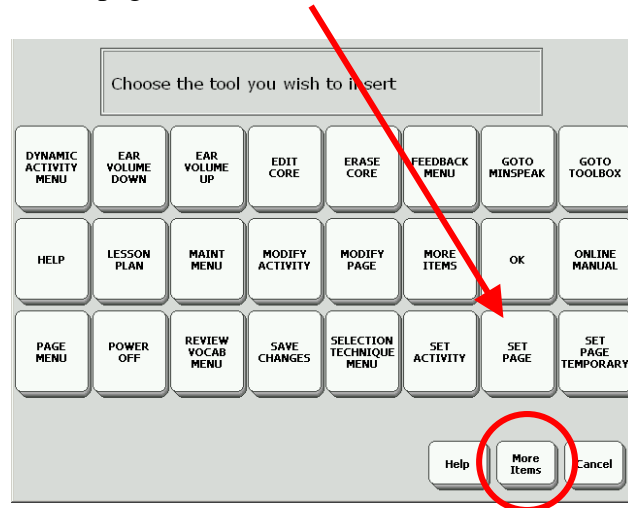 Choose the tool you wish to insert
DYNAMIC
ACTIVITY
MENU
EAR
VOLUME
DOWN
EAR
VOLUME
UP
EDIT
CORE
ERASE
CORE
FEEDBACK
MENU
GOTO
MINSPEAK
GOTO
TOOLBOX
HELP
LESSON
PLAN
MAINT
MENU
MODIFY
ACTIVITY
MODIFY
PAGE
MORE
ITEMS
OK
ONLINE
MANUAL
PAGE
MENU
POWER
OFF
REVIEW
VOCAB
MENU
SAVE
CHANGES
SELECTION
TECHNIQUE
MENU
SET
ACTIVITY
SET
PAGE
SET
PAGE
TEMPORARY
Help
More
Items
Cancel